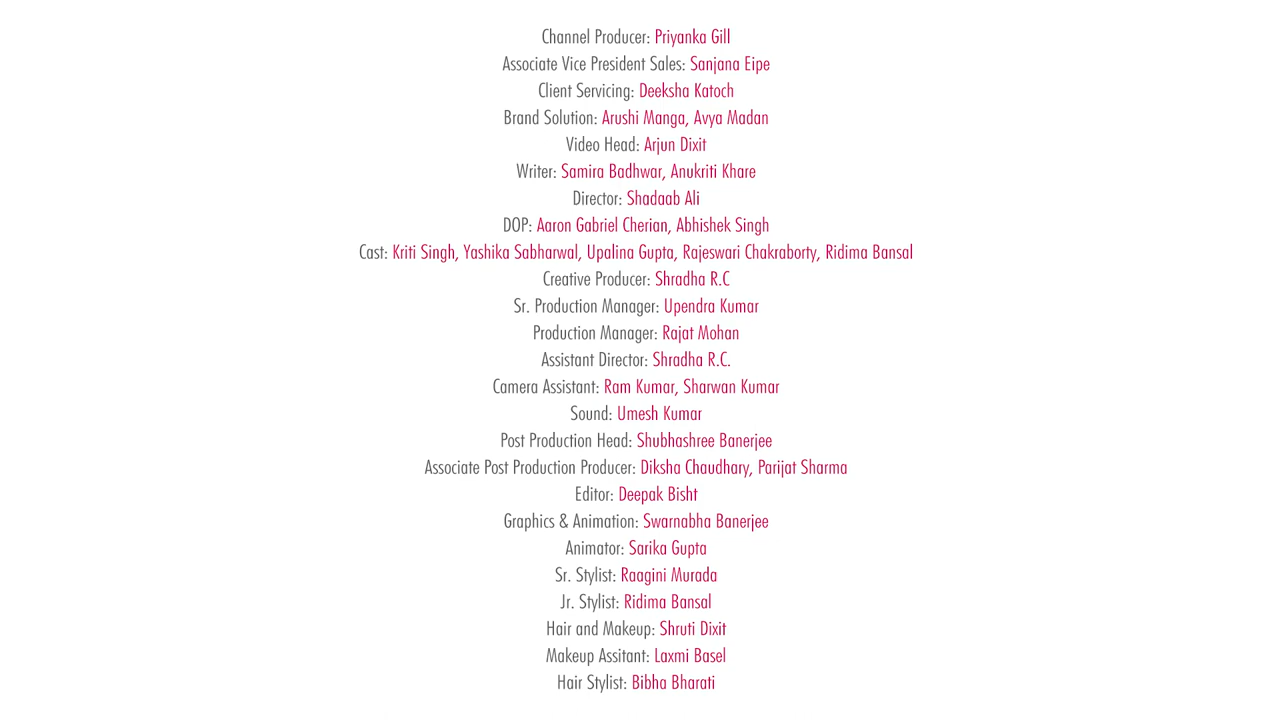 Channel Producer: Priyanka Gill
Associate Vice President Sales: Sanjana Eipe
Client Servicing: Deeksha Katoch
Brand Solution: Arushi Manga, Avya Madan
Video Head: Arjun Dixit
Writer: Samira Badhwar, Anukriti Khare
Director: Shadaab Ali
DOP: Aaron Gabriel Cherian, Abhishek Singh
Cast: Kriti Singh, Yashika Sabharwal, Upalina Gupta, Rajeswari Chakraborty, Ridima Bansal
Creative Producer: Shradha R.C
Sr. Production Manager: Upendra Kumar
Production Manager: Rajat Mohan
Assistant Director: Shradha R.C.
Camera Assistant: Ram Kumar, Sharwan Kumar
Sound: Umesh Kumar
Post Production Head: Shubhashree Banerjee
Associate Post Production Producer: Diksha Chaudhary, Parijat Sharma
Editor: Deepak Bisht
Graphics & Animation: Swarnabha Banerjee
Animator: Sarika Gupta
Sr. Stylist: Raagini Murada
Jr. Stylist: Ridima Bansal
Hair and Makeup: Shruti Dixit
Makeup Assitant: Laxmi Basel
Hair Stylist: Bibha Bharati